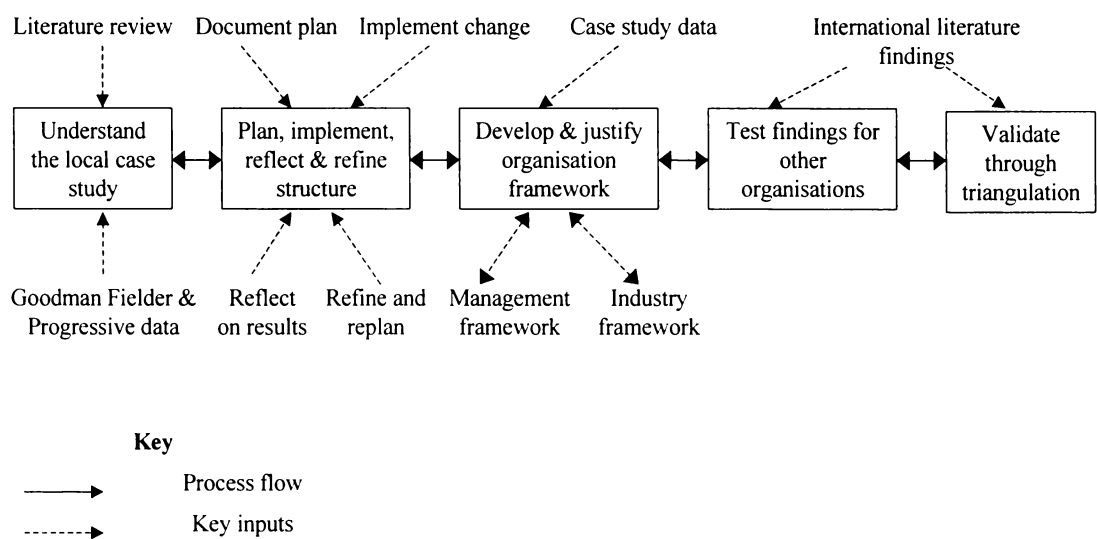 Literature review
Document plan
Implement change
Case study data
International literature
findings
Understand
the local case
study
Plan, implement,
reflect & refine
structure
Develop & justify
organisation
framework
Test findings for
other
organisations
Validate
through
triangulation
Goodman Fielder &
Progressive data
Reflect
on results
Refine and
replan
Management
framework
Industry
framework
Key
Process flow
Key inputs